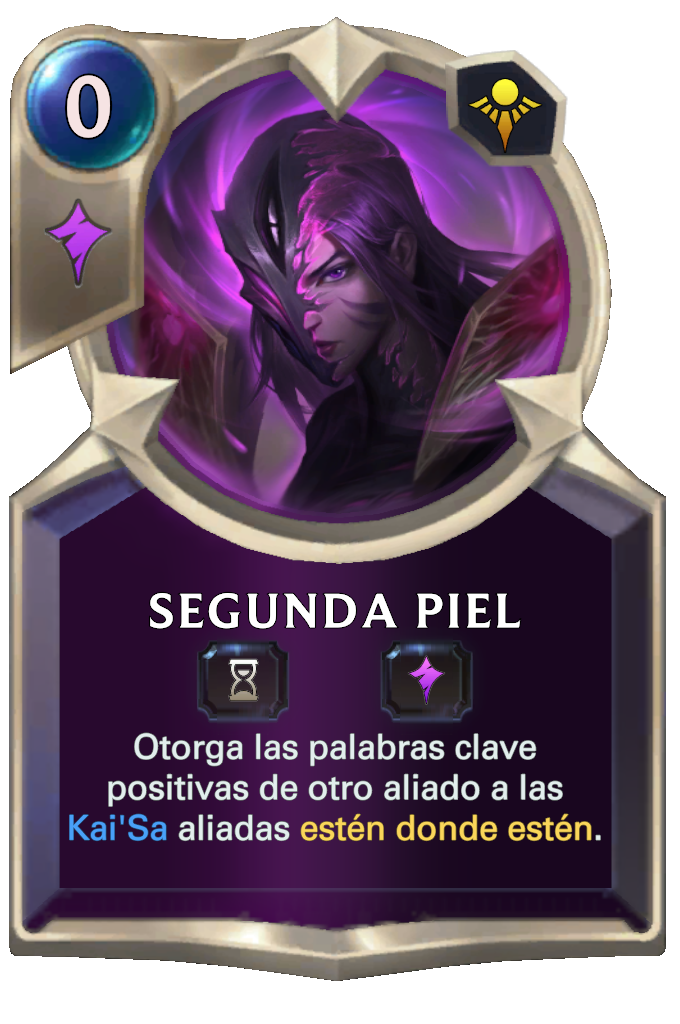 0
SEGUNDA PIEL
Otorga las palabras clave
positivas de otro aliado a las
Kai'Sa aliadas estén donde estén.